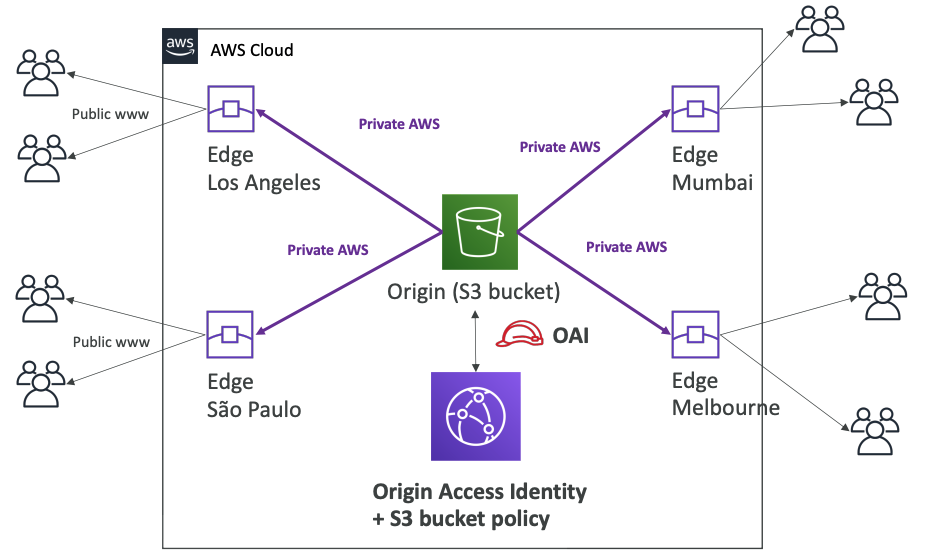 aws
AWS Cloud
Public www
Edge
Los Angeles
Private AWS
Private AWS
Edge
Mumbai
Private AWS
Private AWS
Origin (S3 bucket)
OAI
Public www
Edge
São Paulo
Edge
Melbourne
Origin Access Identity
+ S3 bucket policy